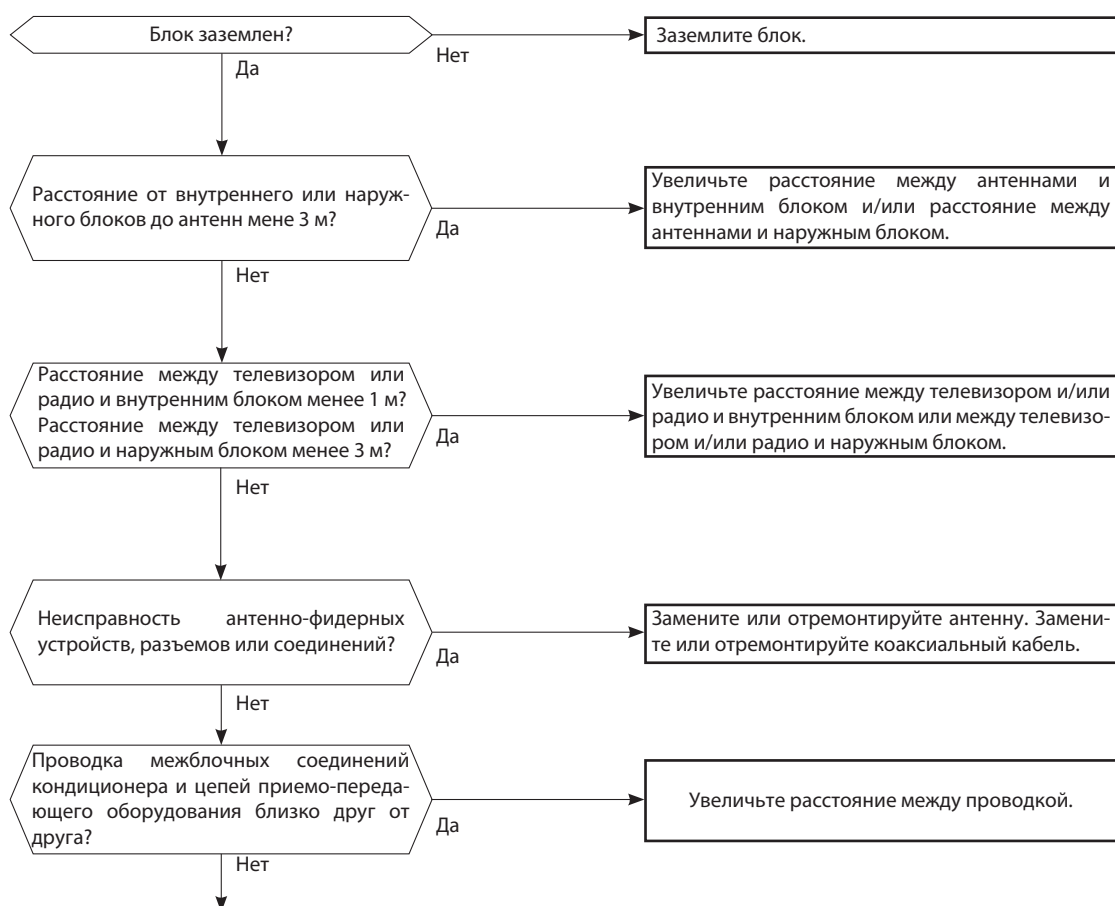 Блок заземлен?
Нет
Заземлите блок.
Да
Расстояние от внутреннего или наруж-
ного блоков до антенн мене 3 м?
Да
Увеличьте расстояние между антеннами и
внутренним блоком и/или расстояние между
антеннами и наружным блоком.
Нет
Расстояние между телевизором или
радио и внутренним блоком менее 1 м?
Расстояние между телевизором или
радио и наружным блоком менее 3 м?
Да
Увеличьте расстояние между телевизором и/или
радио и внутренним блоком или между телевизо-
ром и/или радио и наружным блоком.
Нет
Неисправность антенно-фидерных
устройств, разъемов или соединений?
Да
Замените или отремонтируйте антенну. Замени-
те или отремонтируйте коаксиальный кабель.
Нет
Проводка межблочных соединений
кондиционера и цепей приемо-переда-
ющего оборудования близко друг от
друга?
Да
Увеличьте расстояние между проводкой.
Нет